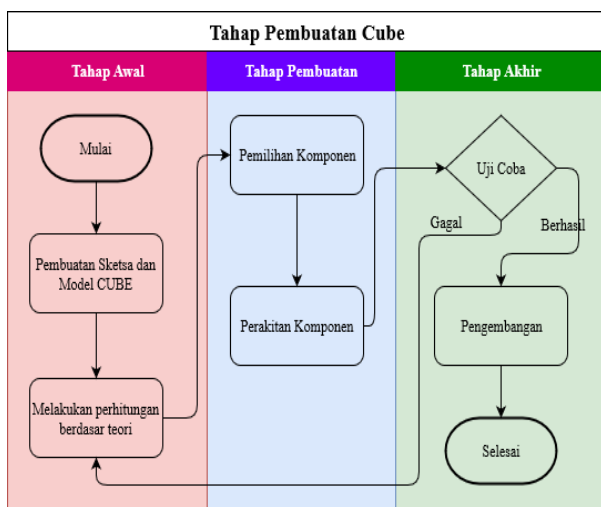 Tahap Pembuatan Cube
Tahap Awal
Tahap Pembuatan
Tahap Akhir
Mulai
Pembuatan Sketsa dan
Model CUBE
Melakukan perhitungan
berdasar teori
Pemilihan Komponen
Perakitan Komponen
Uji Coba
Gagal
Berhasil
Pengembangan
Selesai